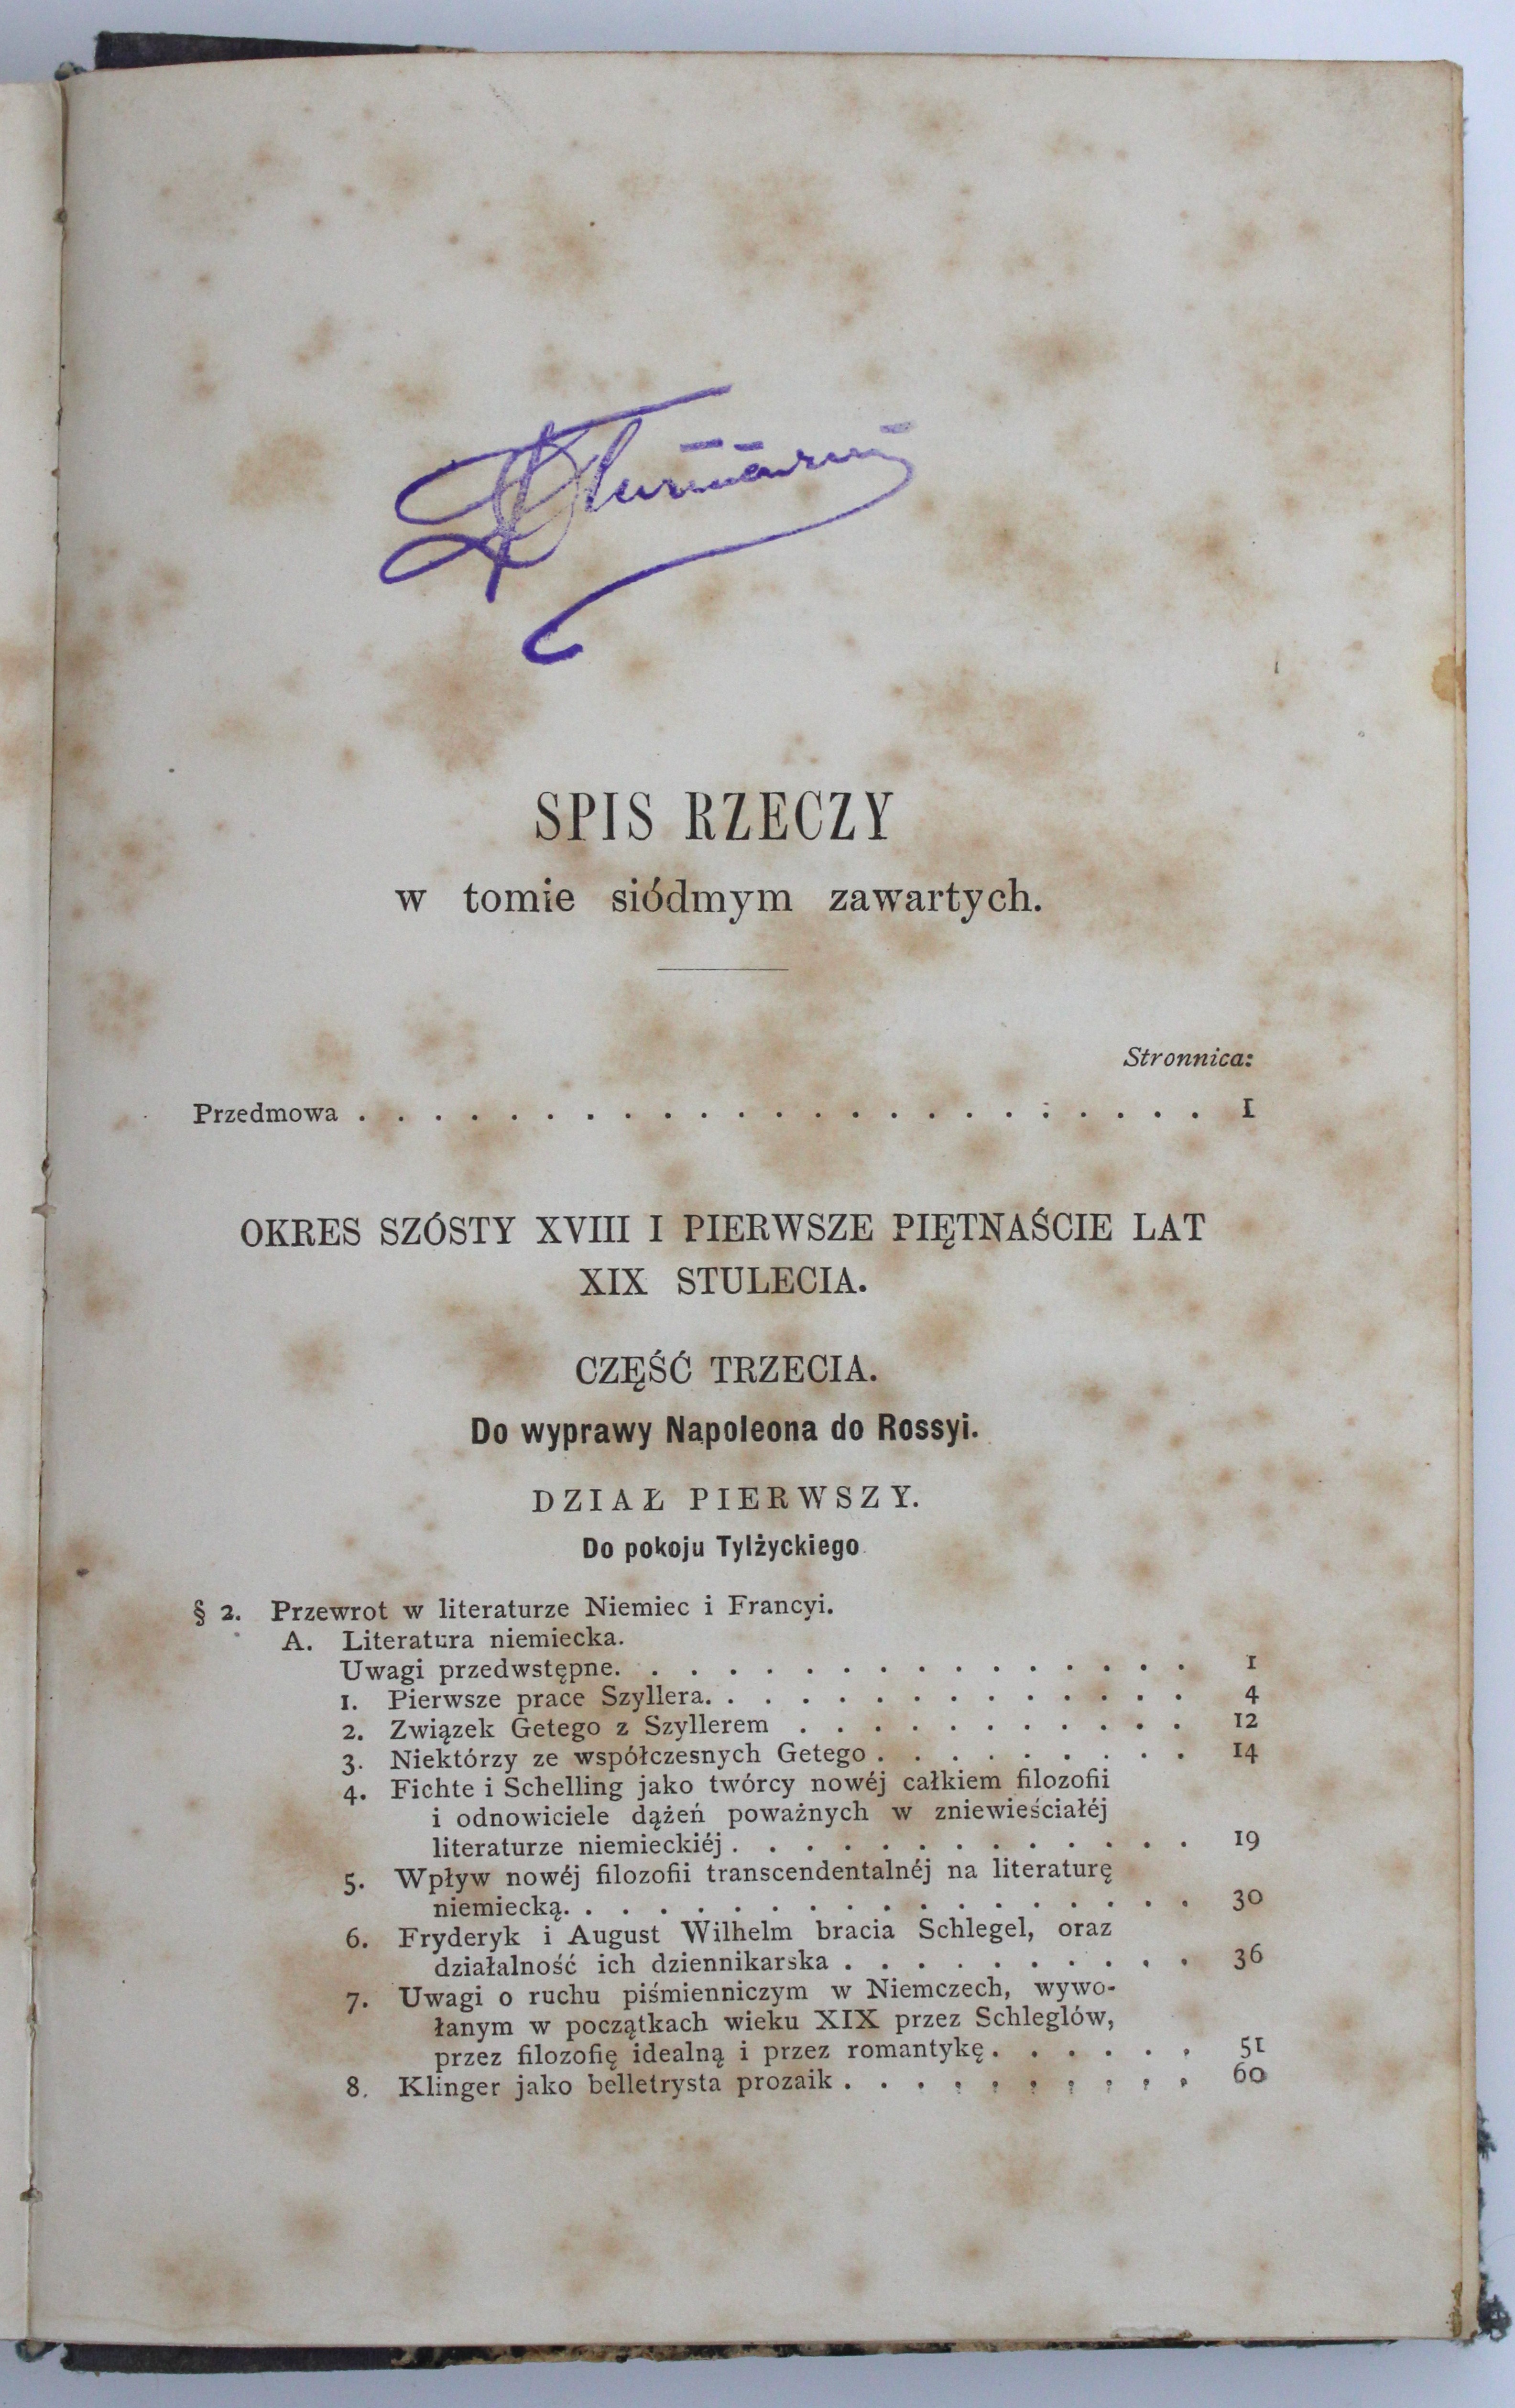 SPIS RZECZY
w tomie siódmym zawartych.
Stronnica:
Przedmowa . . . . . . . . . . . . . . . . . . . . . . . I
OKRES SZÓSTY XVIII I PIERWSZE PIĘTNAŚCIE LAT
XIX STULECIA.
CZĘŚĆ TRZECIA.
Do wyprawy Napoleona do Rossyi.
DZIAŁ PIERWSZY.
Do pokoju Tylżyckiego.
§ 2. Przewrot w literaturze Niemiec i Francyi.
A. Literatura niemiecka.
Uwagi przedwstępne. . . . . . . . . . . . . . . . 1
1. Pierwsze prace Szyllera. . . . . . . . . . . . . . 4
2. Związek Getego z Szyllerem . . . . . . . . . . . 12
3. Niektórzy ze współczesnych Getego . . . . . . . . . 14
4. Fichte i Schelling jako twórcy nowéj całkiem filozofii
i odnowiciele dążeń poważnych w zniewieściałéj
literaturze niemieckiéj . . . . . . . . . . . . . 19
5. Wpływ nowéj filozofii transcendentalnéj na literaturę
niemiecką. . . . . . . . . . . . . . . . . . 30
6. Fryderyk i August Wilhelm bracia Schlegel, oraz
działalność ich dziennikarska . . . . . . . . . . 36
7. Uwagi o ruchu piśmienniczym w Niemczech, wywo-
łanym w początkach wieku XIX przez Schleglów,
przez filozofię idealną i przez romantykę . . . . . . 51
8. Klinger jako belletrysta prozaik . . . . . . . . . . 60